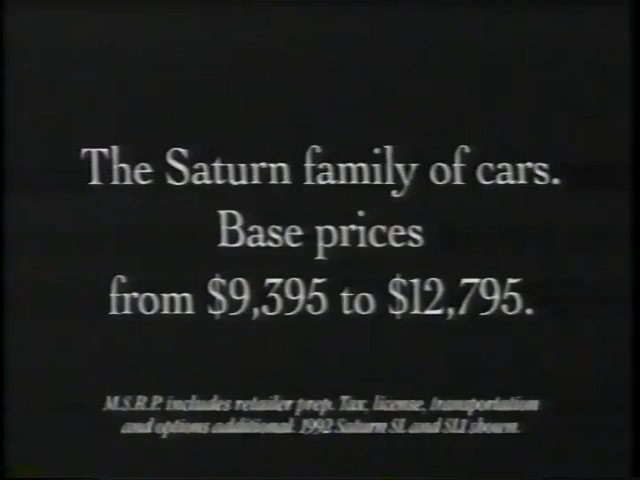 The Saturn family of cars.
Base prices
from $9,395 to $12,795.
M.S.R.P. includes retailer prep. Tax, license, transportation
and options additional. 1992 Saturn SL and SL1 shown.